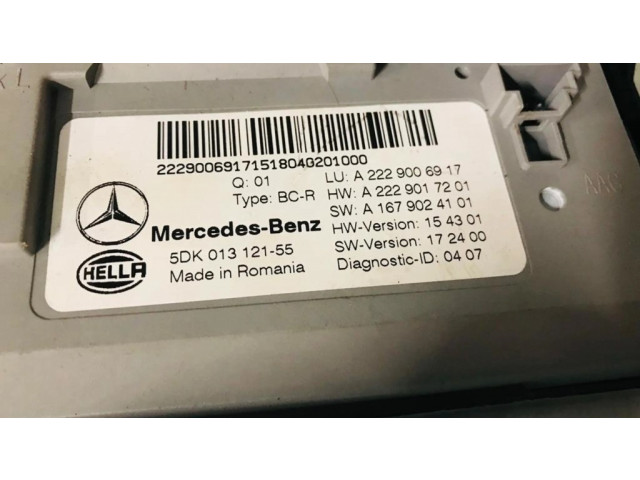 KL
22290069171518040201000
Q: 01 LU: A 222 900 69 17
Type: BC-R HW: A 222 901 72 01
Mercedes-Benz SW: A 167 902 41 01
5DK 013 121-55 HW-Version: 15 43 01
HELLA Made in Romania SW-Version: 17 24 00
Diagnostic-ID: 04 07